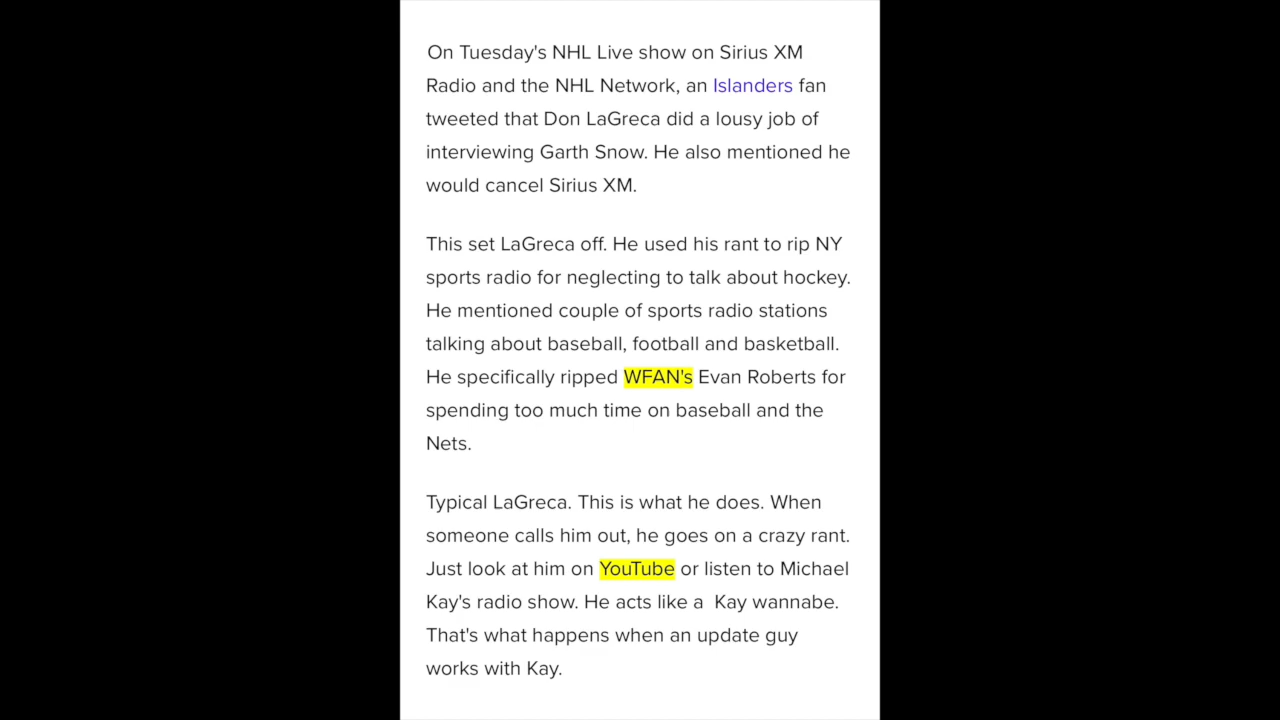 On Tuesday's NHL Live show on Sirius XM
Radio and the NHL Network, an Islanders fan
tweeted that Don LaGreca did a lousy job of
interviewing Garth Snow. He also mentioned he
would cancel Sirius XM.
This set LaGreca off. He used his rant to rip NY
sports radio for neglecting to talk about hockey.
He mentioned couple of sports radio stations
talking about baseball, football and basketball.
He specifically ripped WFAN's Evan Roberts for
spending too much time on baseball and the
Nets.
Typical LaGreca. This is what he does. When
someone calls him out, he goes on a crazy rant.
Just look at him on YouTube or listen to Michael
Kay's radio show. He acts like a  Kay wannabe.
That's what happens when an update guy
works with Kay.